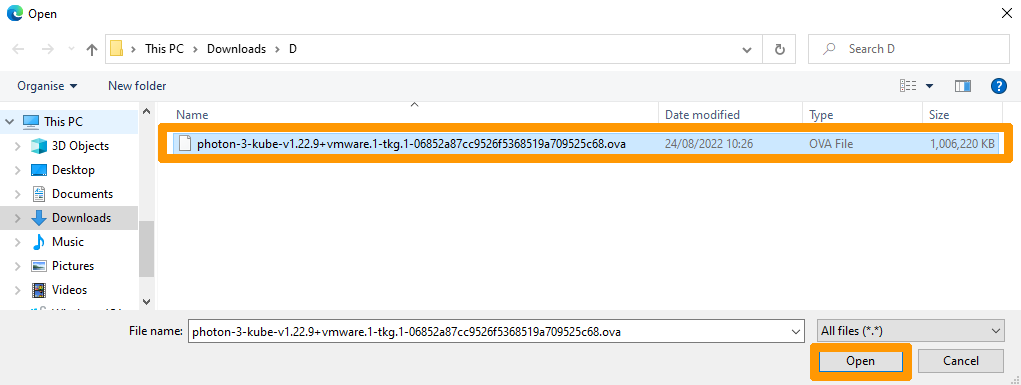 Open
This PC > Downloads > D
Search D
Organise
New folder
?
Name Date modified Type Size
photon-3-kube-v1.22.9+vmware.1-tkg.1-06852a87cc9526f5368519a709525c68.ova 24/08/2022 10:26 OVA File 1,006,220 KB
This PC
3D Objects
Desktop
Documents
Downloads
Music
Pictures
Videos
File name: photon-3-kube-v1.22.9+vmware.1-tkg.1-06852a87cc9526f5368519a709525c68.ova All files (*.*)
Open Cancel